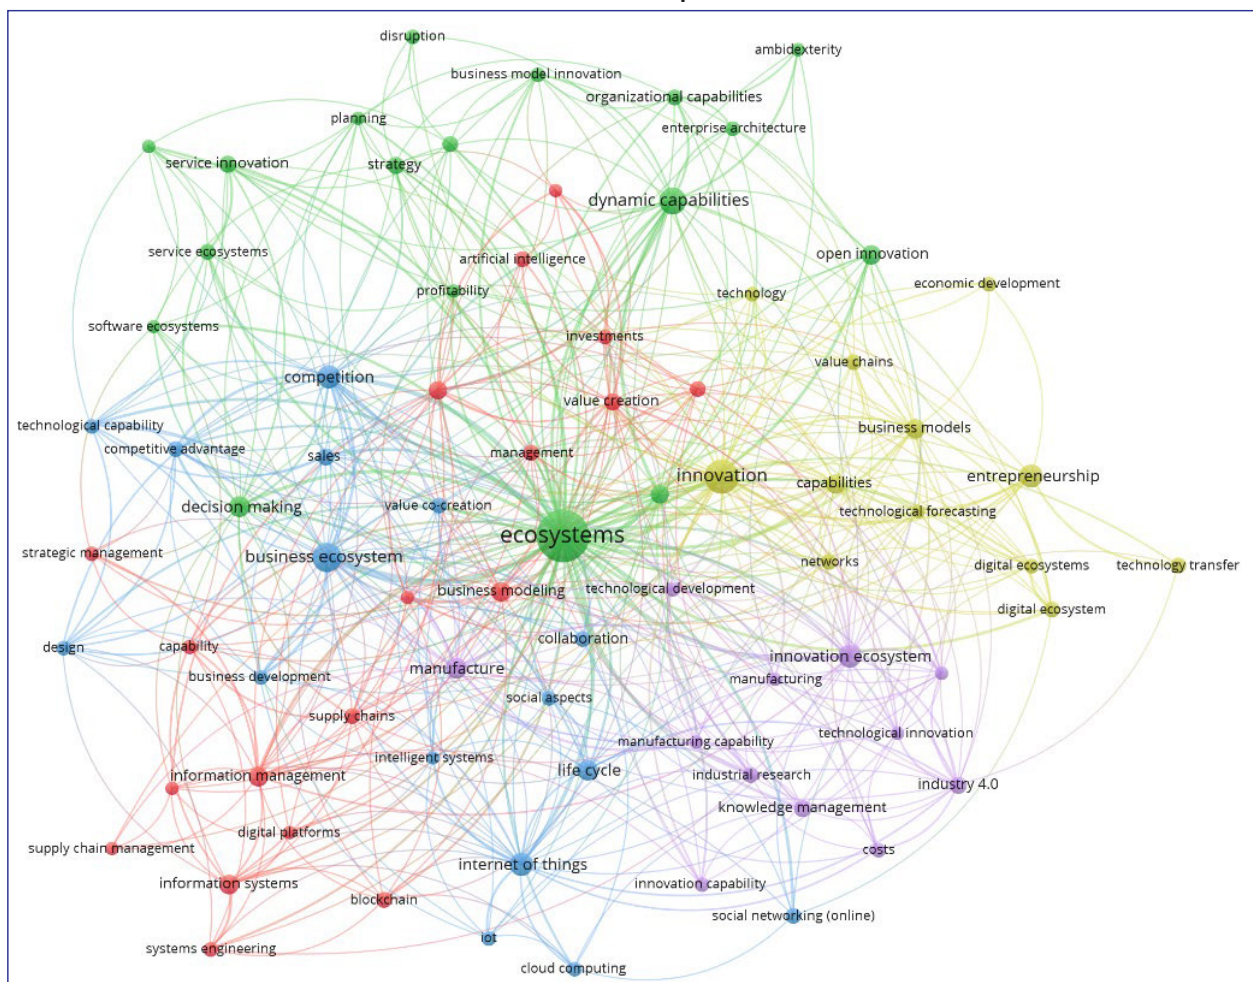 disruption
ambidexterity
business model innovation
organizational capabilities
planning
enterprise architecture
service innovation
strategy
dynamic capabilities
service ecosystems
artificial intelligence
open innovation
economic development
profitability
technology
software ecosystems
investments
value chains
competition
value creation
technological capability
business models
competitive advantage
sales
management
innovation
capabilities
entrepreneurship
decision making
value co-creation
technological forecasting
ecosystems
strategic management
business ecosystem
networks
digital ecosystems
technology transfer
business modeling
technological development
digital ecosystem
design
capability
collaboration
innovation ecosystem
business development
manufacture
manufacturing
social aspects
supply chains
technological innovation
intelligent systems
manufacturing capability
information management
life cycle
industrial research
industry 4.0
knowledge management
digital platforms
supply chain management
costs
internet of things
information systems
innovation capability
blockchain
social networking (online)
iot
systems engineering
cloud computing